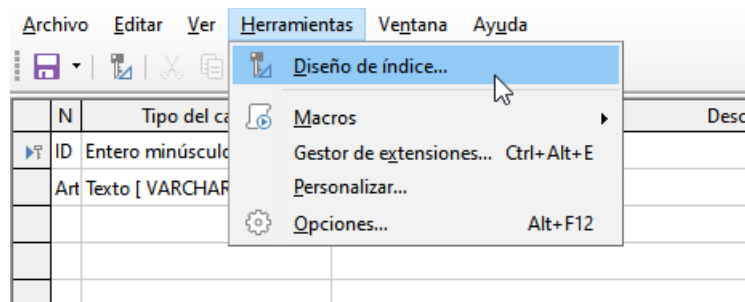 Archivo Editar Ver Herramientas Ventana Ayuda
Diseño de índice...
N Tipo del ca Desc
Macros
ID Entero minúsculo
Gestor de extensiones... Ctrl+Alt+E
Art Texto [ VARCHAR
Personalizar...
Opciones... Alt+F12